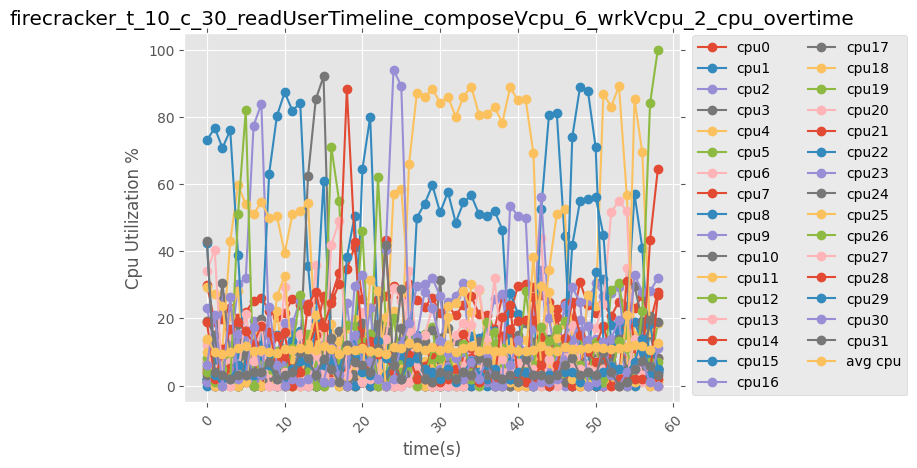 firecracker_t_10_c_30_readUserTimeline_composeVcpu_6_wrkVcpu_2_cpu_overtime
Cpu Utilization %
100
80
60
40
20
0
0
10
20
30
40
50
60
time(s)
cpu0
cpu1
cpu2
cpu3
cpu4
cpu5
cpu6
cpu7
cpu8
cpu9
cpu10
cpu11
cpu12
cpu13
cpu14
cpu15
cpu16
cpu17
cpu18
cpu19
cpu20
cpu21
cpu22
cpu23
cpu24
cpu25
cpu26
cpu27
cpu28
cpu29
cpu30
cpu31
avg cpu